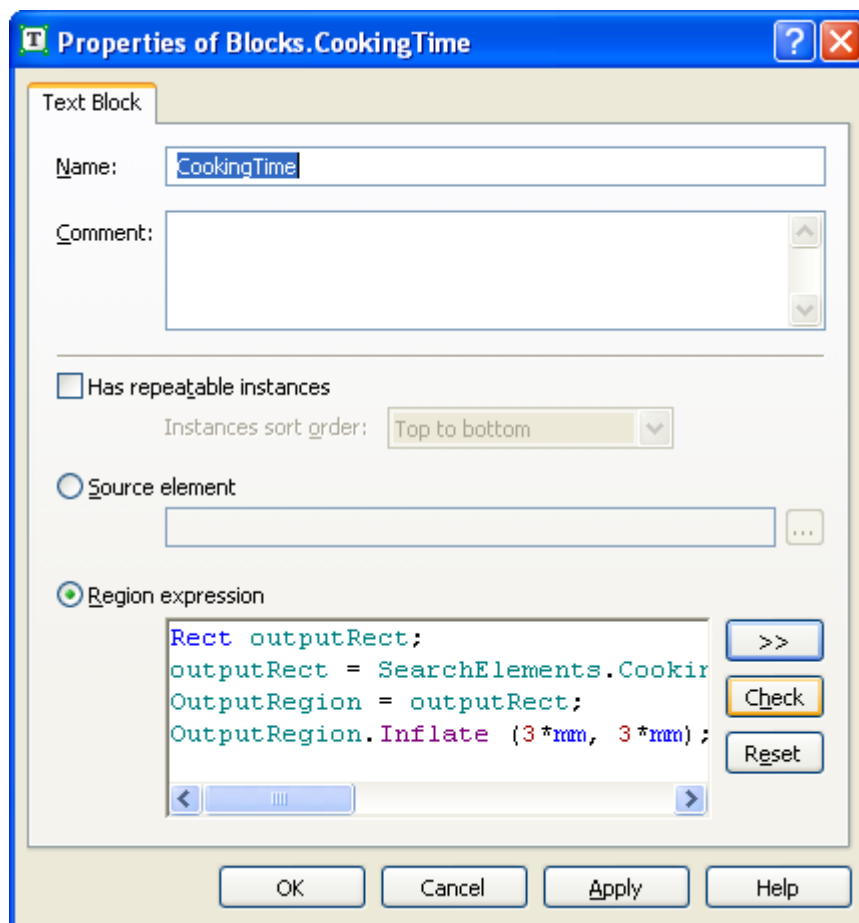 Properties of Blocks.CookingTime
Text Block
Name: CookingTime
Comment:
Has repeatable instances
Instances sort order: Top to bottom
Source element
...
Region expression
Rect outputRect;
outputRect = SearchElements.Cookin
OutputRegion = outputRect;
OutputRegion.Inflate (3*mm, 3*mm);
>>
Check
Reset
OK Cancel Apply Help